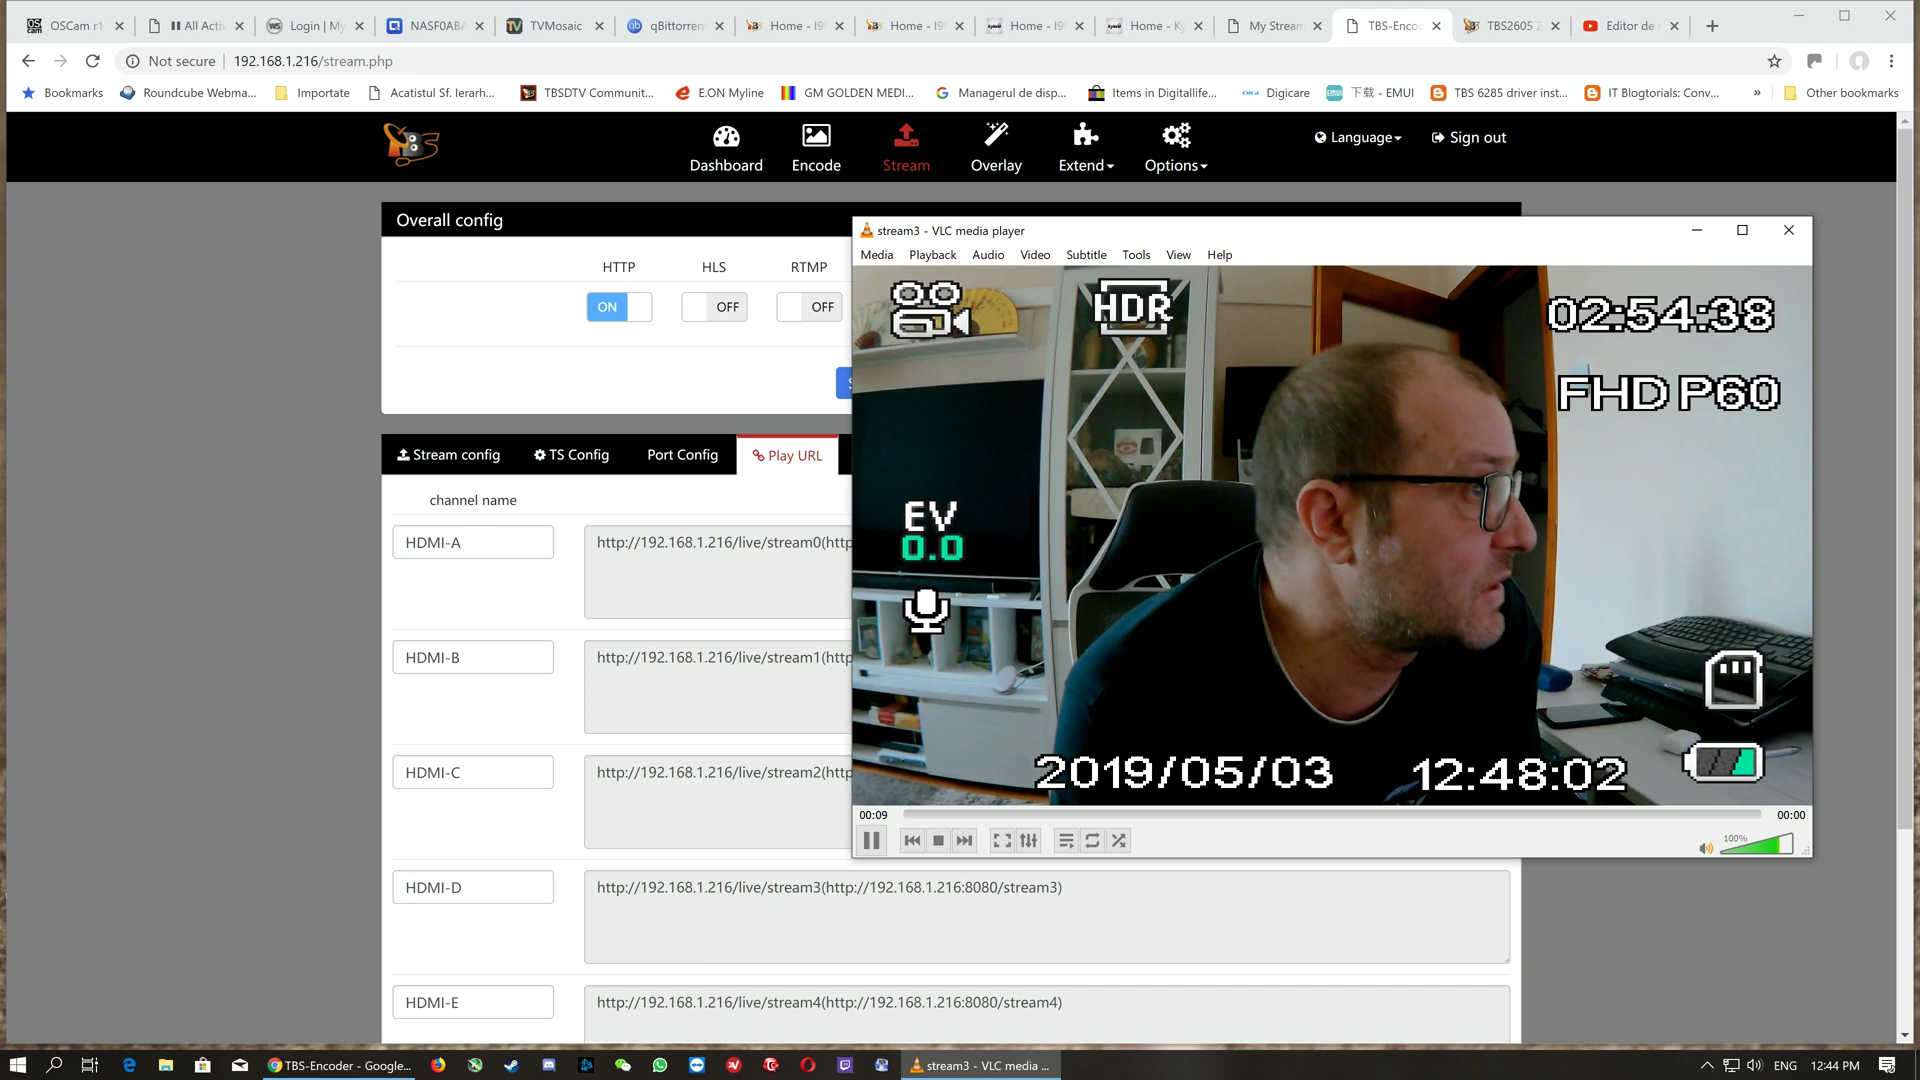 OSCam r1
All Activ
Login | My
NASF0ABA
TVMosaic
qBittorren
Home - I9
Home - I9
Home - I9
Home - Ky
My Stream
TBS-Enco
TBS2605 2
Editor de
Not secure
192.168.1.216/stream.php
Bookmarks
Roundcube Webma...
Importate
Acatistul Sf. Ierarh...
TBSDTV Communit...
E.ON Myline
GM GOLDEN MEDI...
Managerul de disp...
Items in Digitallife...
Digicare
下载 - EMUI
TBS 6285 driver inst...
IT Blogtorials: Conv...
»
Other bookmarks
Dashboard
Encode
Stream
Overlay
Extend
Options
Language
Sign out
Overall config
HTTP
HLS
RTMP
ON
OFF
OFF
Stream config
TS Config
Port Config
Play URL
channel name
HDMI-A
http://192.168.1.216/live/stream0(http
HDMI-B
http://192.168.1.216/live/stream1(http
HDMI-C
http://192.168.1.216/live/stream2(http
HDMI-D
http://192.168.1.216/live/stream3(http://192.168.1.216:8080/stream3)
HDMI-E
http://192.168.1.216/live/stream4(http://192.168.1.216:8080/stream4)
stream3 - VLC media player
Media Playback Audio Video Subtitle Tools View Help
HDR
02:54:38
FHD P60
EV
0.0
2019/05/03
12:48:02
00:09
00:00
100%
TBS-Encoder - Google...
stream3 - VLC media ...
ENG
12:44 PM